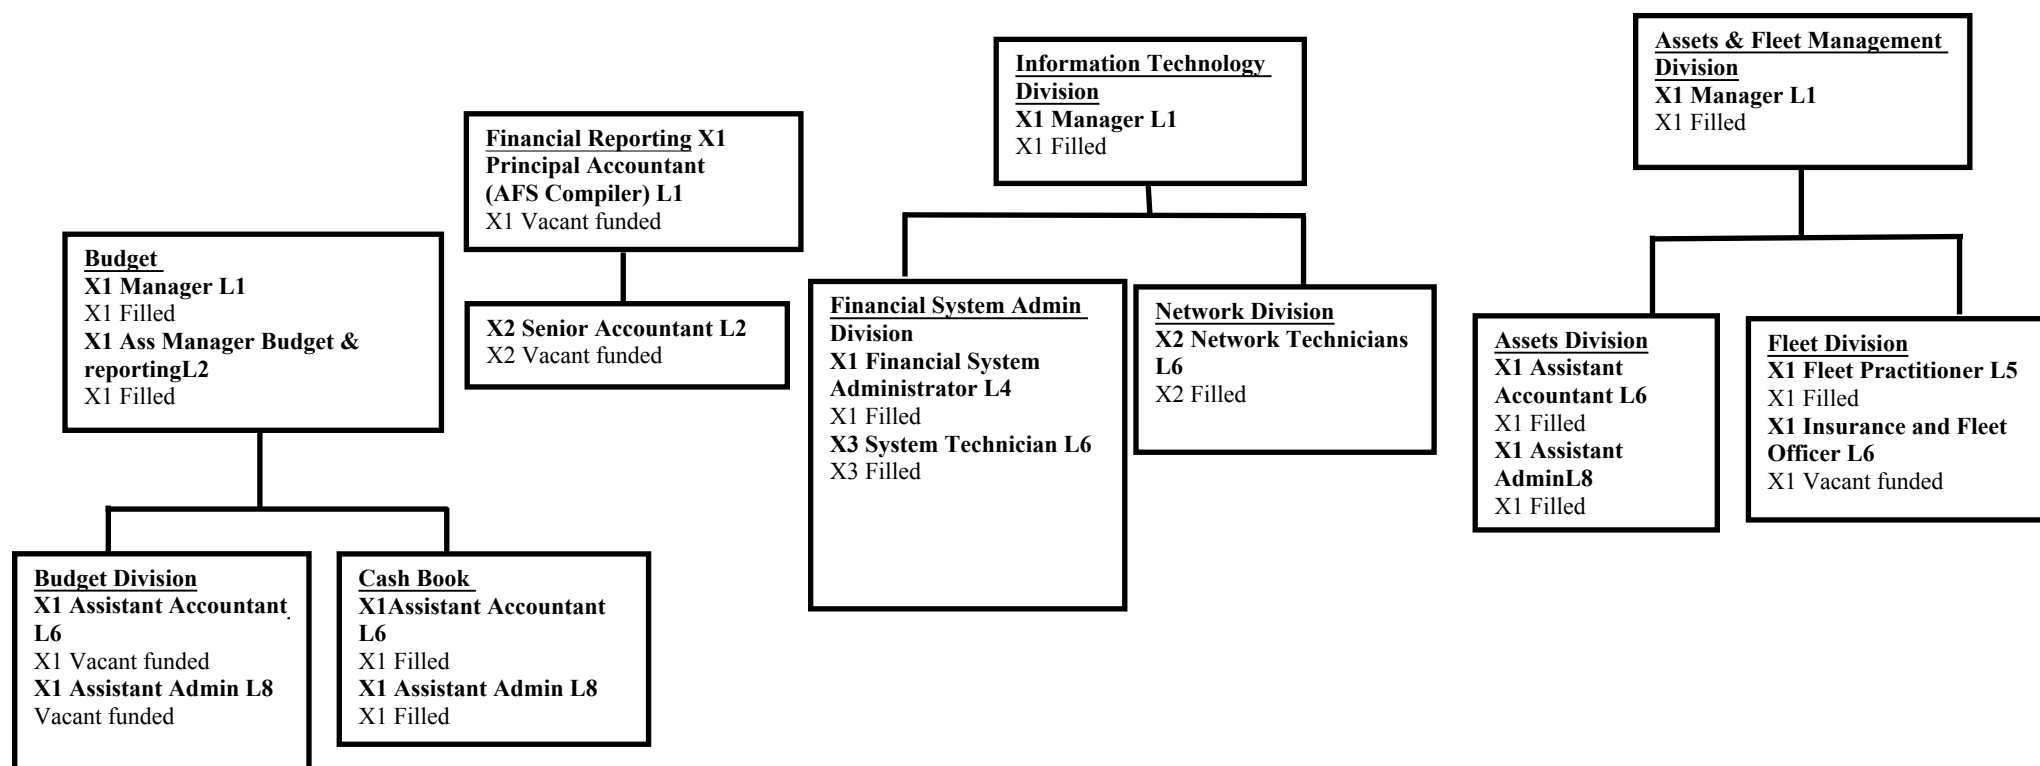 Budget
X1 Manager L1
X1 Filled
X1 Ass Manager Budget &
reportingL2
X1 Filled
Budget Division
X1 Assistant Accountant
L6
X1 Vacant funded
X1 Assistant Admin L8
Vacant funded
Cash Book
X1Assistant Accountant
L6
X1 Filled
X1 Assistant Admin L8
X1 Filled
Financial Reporting X1
Principal Accountant
(AFS Compiler) L1
X1 Vacant funded
X2 Senior Accountant L2
X2 Vacant funded
Information Technology
Division
X1 Manager L1
X1 Filled
Financial System Admin
Division
X1 Financial System
Administrator L4
X1 Filled
X3 System Technician L6
X3 Filled
Network Division
X2 Network Technicians
L6
X2 Filled
Assets & Fleet Management
Division
X1 Manager L1
X1 Filled
Assets Division
X1 Assistant
Accountant L6
X1 Filled
X1 Assistant
AdminL8
X1 Filled
Fleet Division
X1 Fleet Practitioner L5
X1 Filled
X1 Insurance and Fleet
Officer L6
X1 Vacant funded